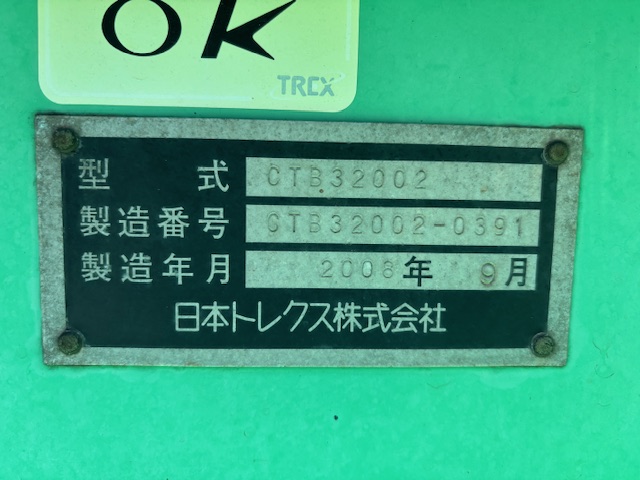 OK
TREX
型 式 CTB32002
製造番号 CTB32002-0391
製造年月 2008年 9月
日本トレクス株式会社